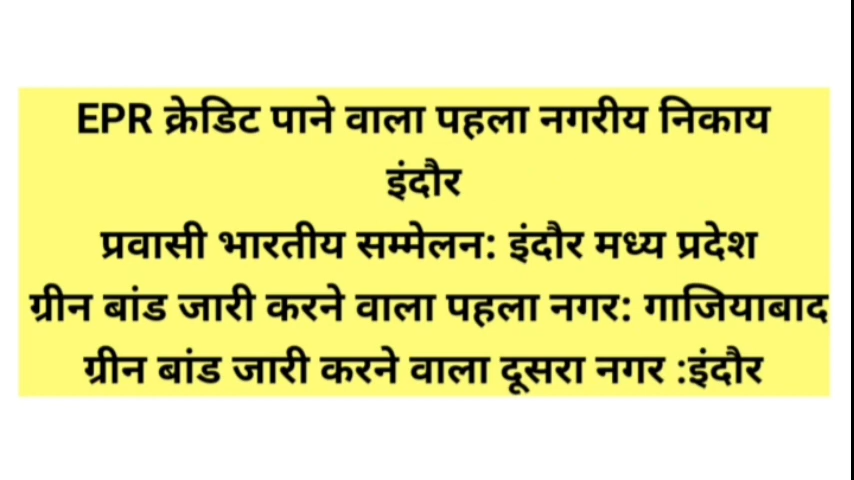 EPR क्रेडिट पाने वाला पहला नगरीय निकाय
इंदौर
प्रवासी भारतीय सम्मेलन: इंदौर मध्य प्रदेश
ग्रीन बांड जारी करने वाला पहला नगर: गाजियाबाद
ग्रीन बांड जारी करने वाला दूसरा नगर :इंदौर